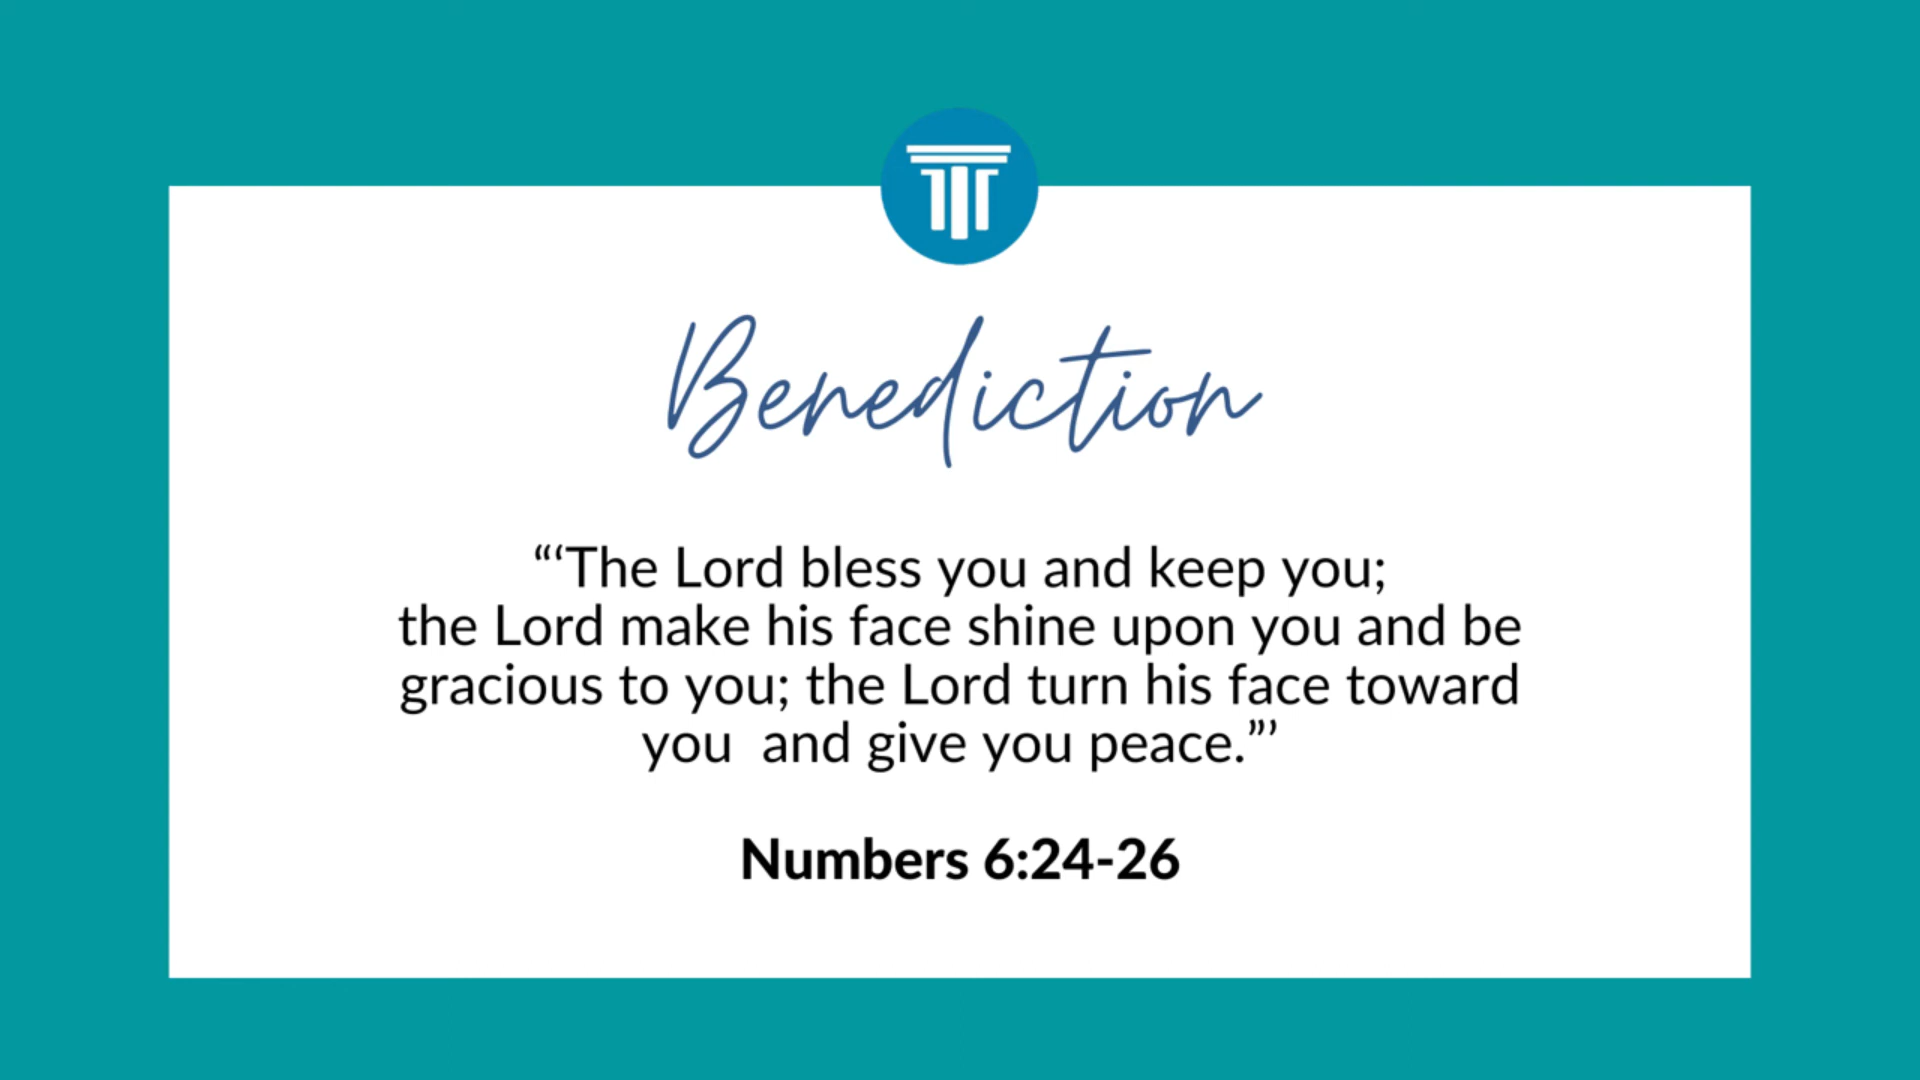 Benediction
“‘The Lord bless you and keep you;
the Lord make his face shine upon you and be
gracious to you; the Lord turn his face toward
you  and give you peace.”’
Numbers 6:24-26